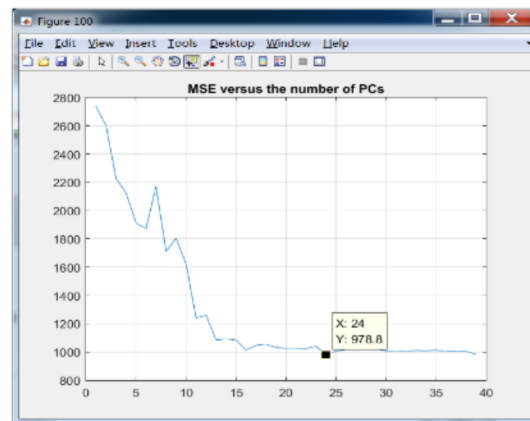 Figure 100
File Edit View Insert Tools Desktop Window Help
MSE versus the number of PCs
2800
2600
2400
2200
2000
1800
1600
1400
1200
1000
800
X: 24
Y: 978.8
0 5 10 15 20 25 30 35 40